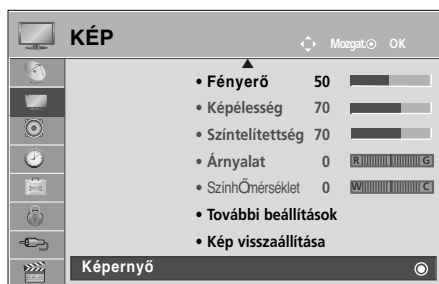 KÉP
Mozgat. OK
• Fényerő 50
• Képélesség 70
• Színtelítettség 70
• Árnyalat 0 R G
• SzínhŐmérséklet 0 W C
• További beállítások
• Kép visszaállítása
Képernyő